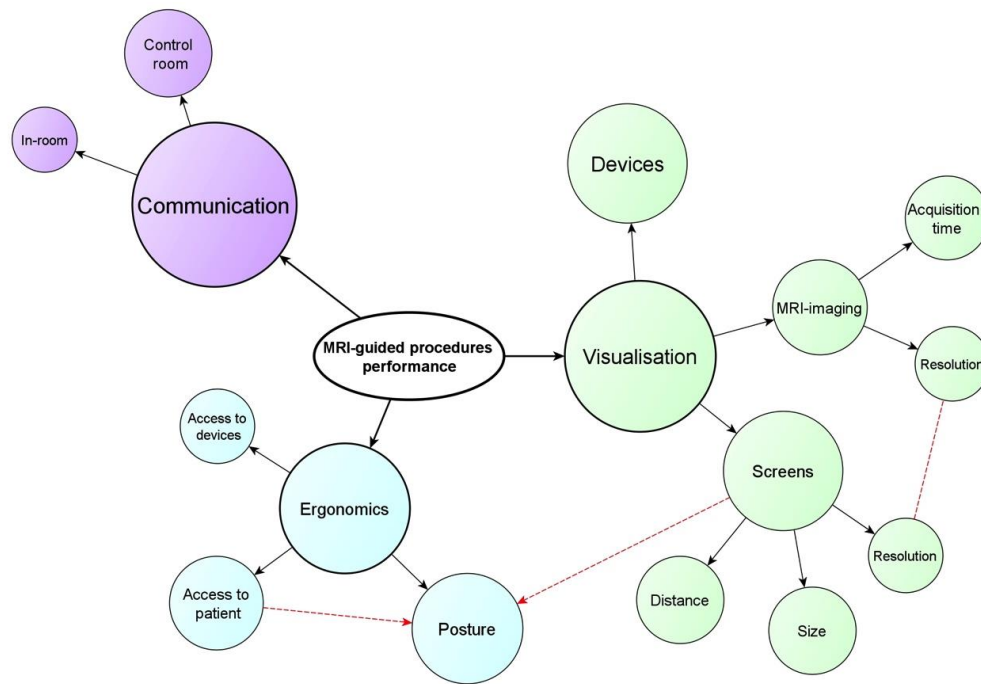 Control
room
In-room
Communication
Devices
Acquisition
time
MRI-imaging
MRI-guided procedures
performance
Visualisation
Resolution
Access to
devices
Screens
Ergonomics
Resolution
Access to
patient
Distance
Posture
Size